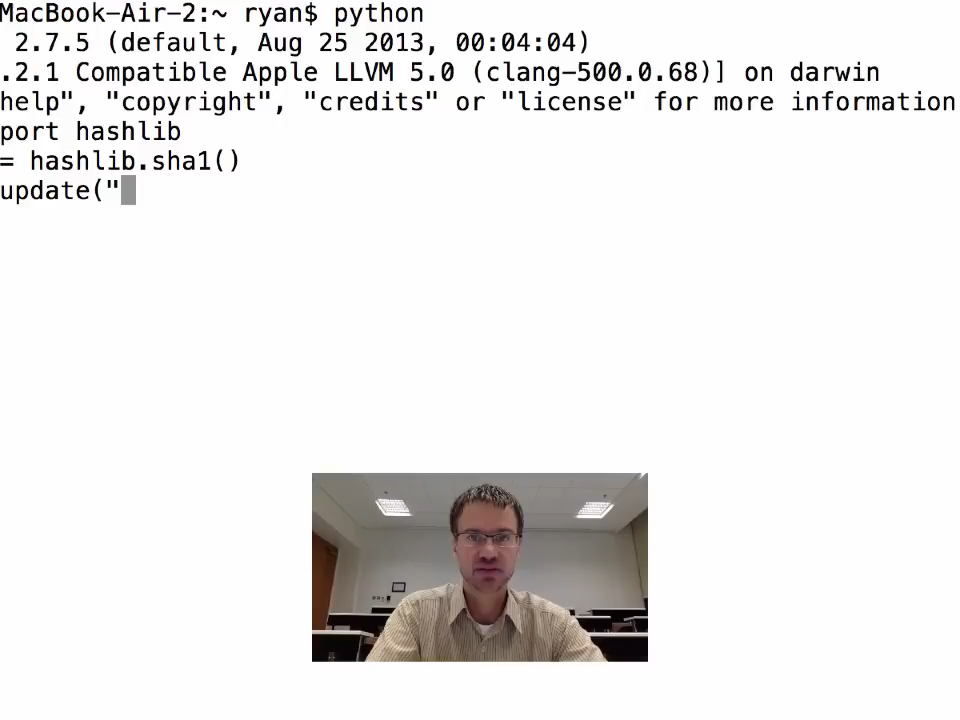 MacBook-Air-2:~ ryan$ python
2.7.5 (default, Aug 25 2013, 00:04:04)
.2.1 Compatible Apple LLVM 5.0 (clang-500.0.68)] on darwin
help", "copyright", "credits" or "license" for more information
port hashlib
= hashlib.sha1()
update("